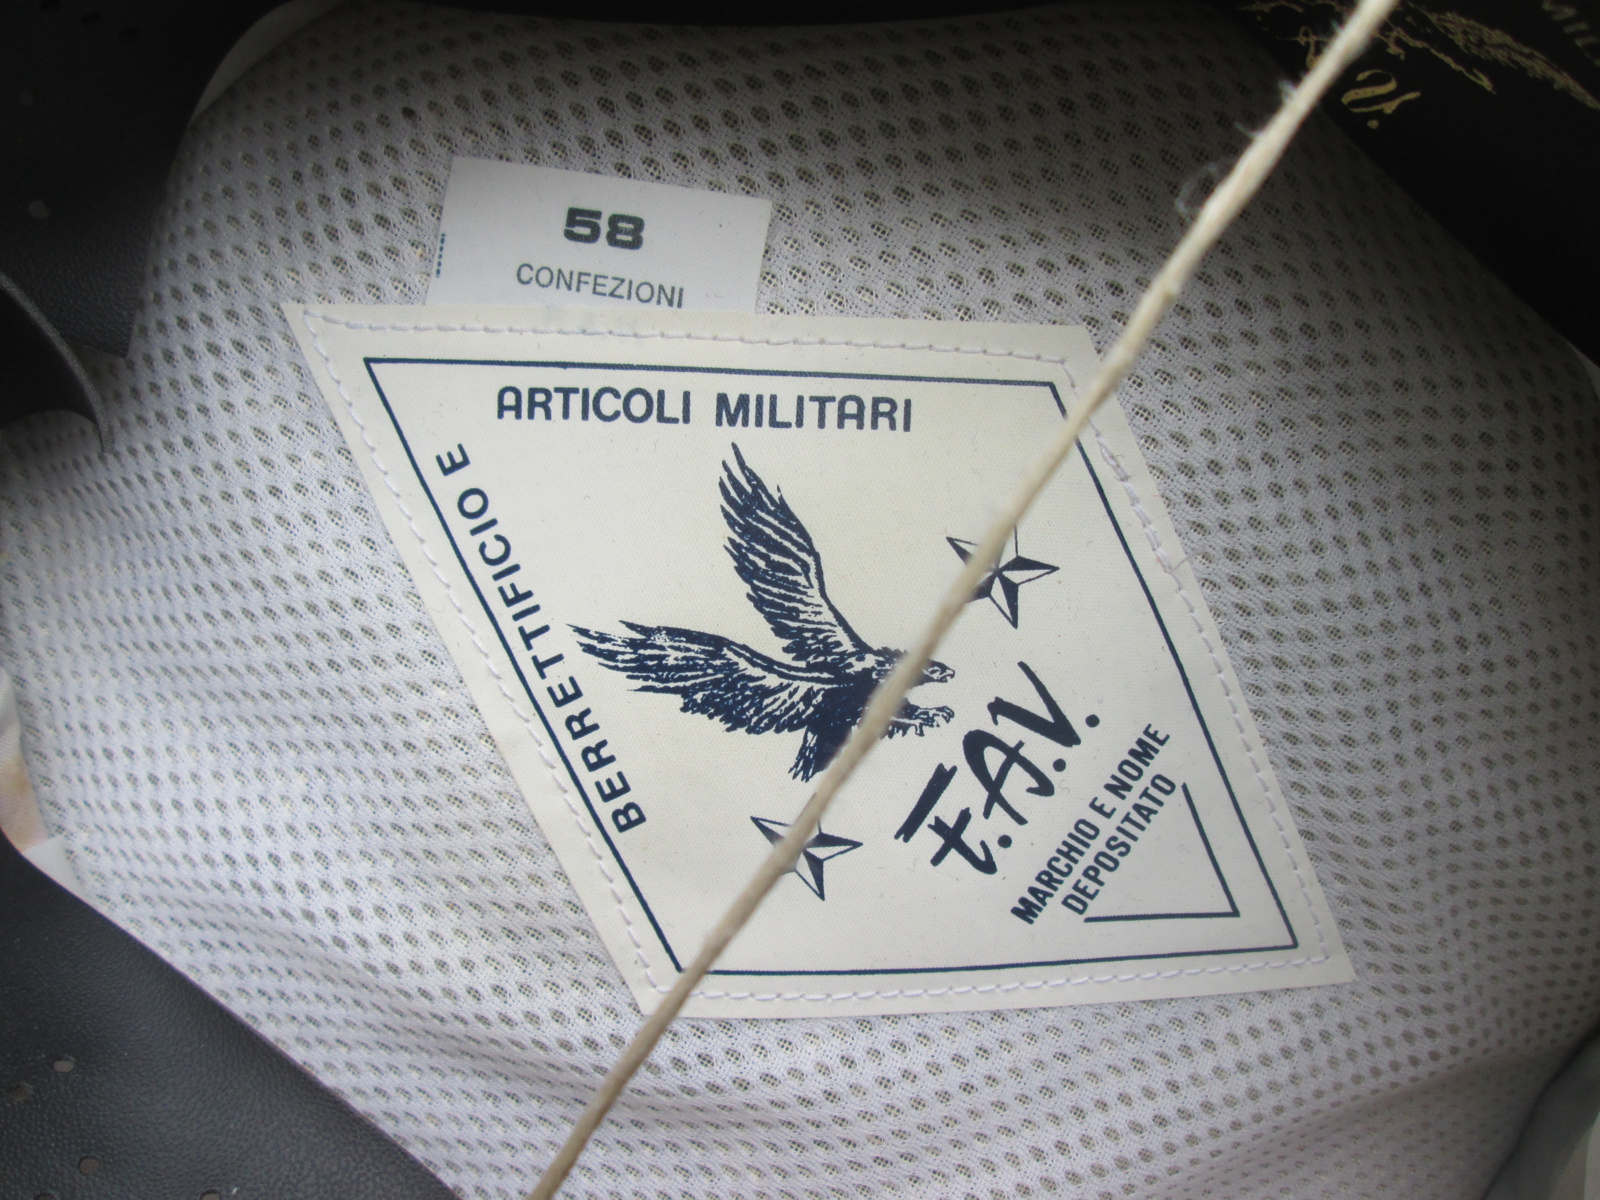 58
CONFEZIONI
BERRETTIFICIO E
ARTICOLI MILITARI
F.A.V.
MARCHIO E NOME
DEPOSITATO